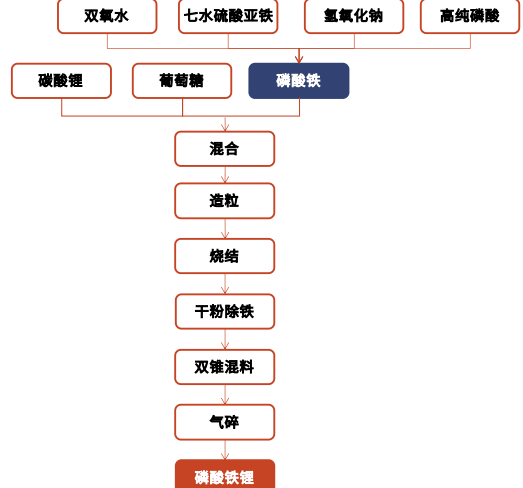 双氧水
七水硫酸亚铁
氢氧化钠
高纯磷酸
碳酸锂
葡萄糖
磷酸铁
混合
造粒
烧结
干粉除铁
双锥混料
气碎
磷酸铁锂